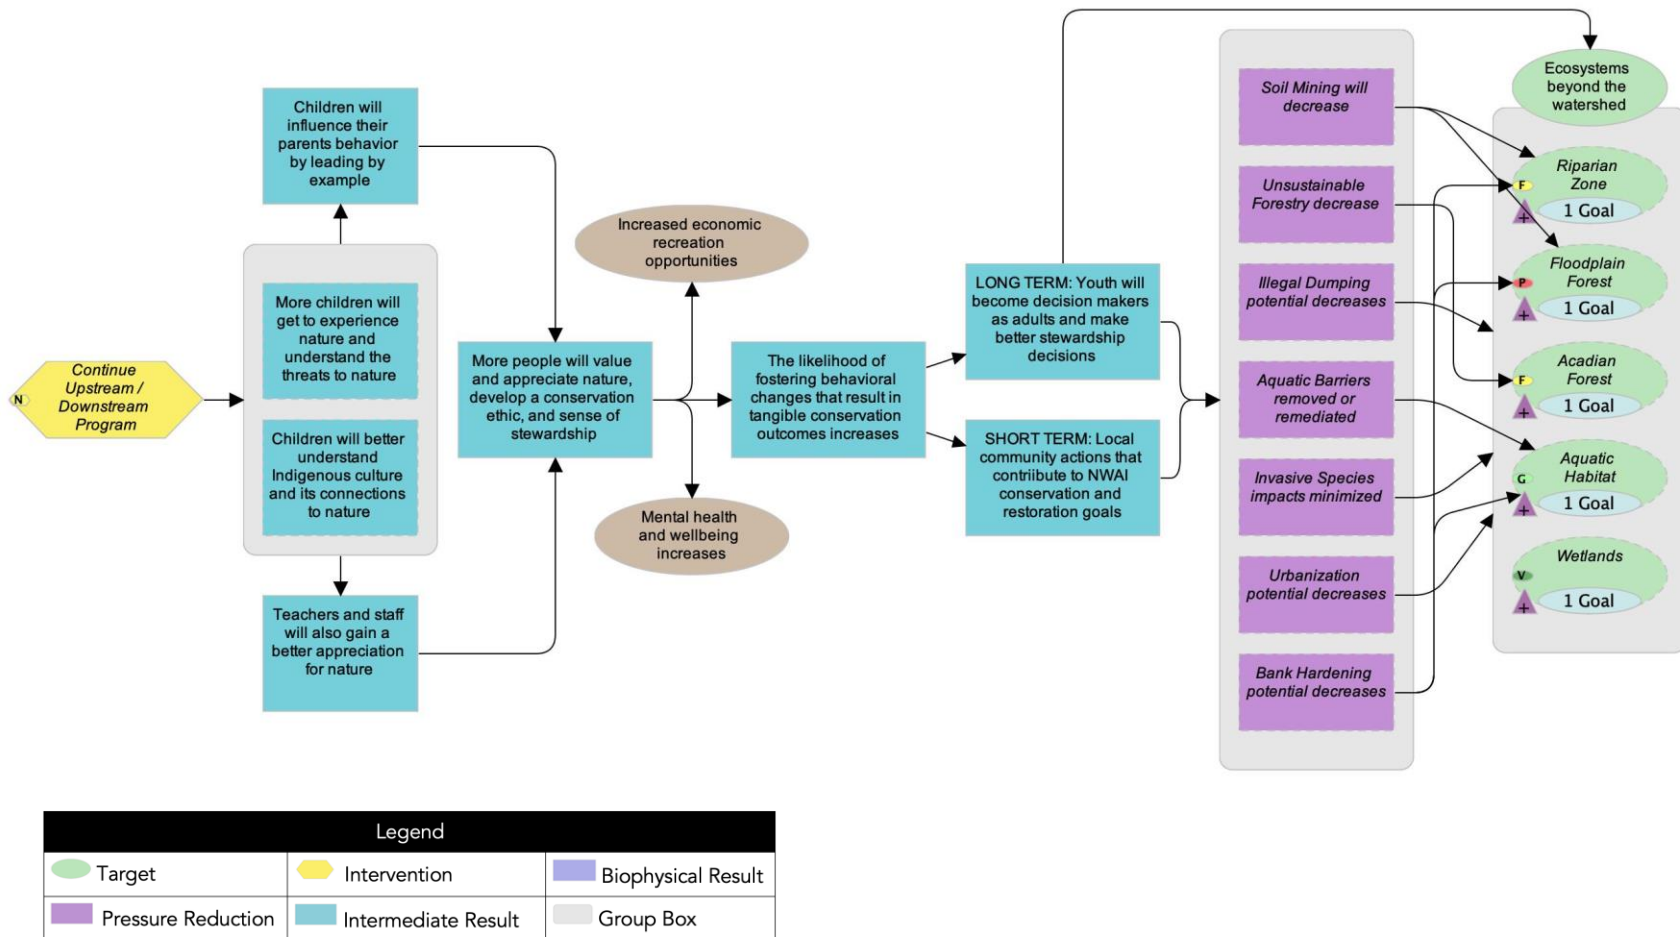 Children will
influence their
parents behavior
by leading by
example
More children will
get to experience
nature and
understand the
threats to nature
N
Continue
Upstream /
Downstream
Program
Children will better
understand
Indigenous culture
and its connections
to nature
Teachers and staff
will also gain a
better appreciation
for nature
More people will value
and appreciate nature,
develop a conservation
ethic, and sense of
stewardship
Increased economic
recreation
opportunities
Mental health
and wellbeing
increases
The likelihood of
fostering behavioral
changes that result in
tangible conservation
outcomes increases
LONG TERM: Youth will
become decision makers
as adults and make
better stewardship
decisions
SHORT TERM: Local
community actions that
contriibute to NWAI
conservation and
restoration goals
Soil Mining will
decrease
Unsustainable
Forestry decrease
Illegal Dumping
potential decreases
Aquatic Barriers
removed or
remediated
Invasive Species
impacts minimized
Urbanization
potential decreases
Bank Hardening
potential decreases
Ecosystems
beyond the
watershed
Riparian
Zone
F
1 Goal
+
Floodplain
Forest
P
1 Goal
+
Acadian
Forest
F
1 Goal
+
Aquatic
Habitat
G
1 Goal
+
Wetlands
V
1 Goal
+
Legend
Target
Intervention
Biophysical Result
Pressure Reduction
Intermediate Result
Group Box